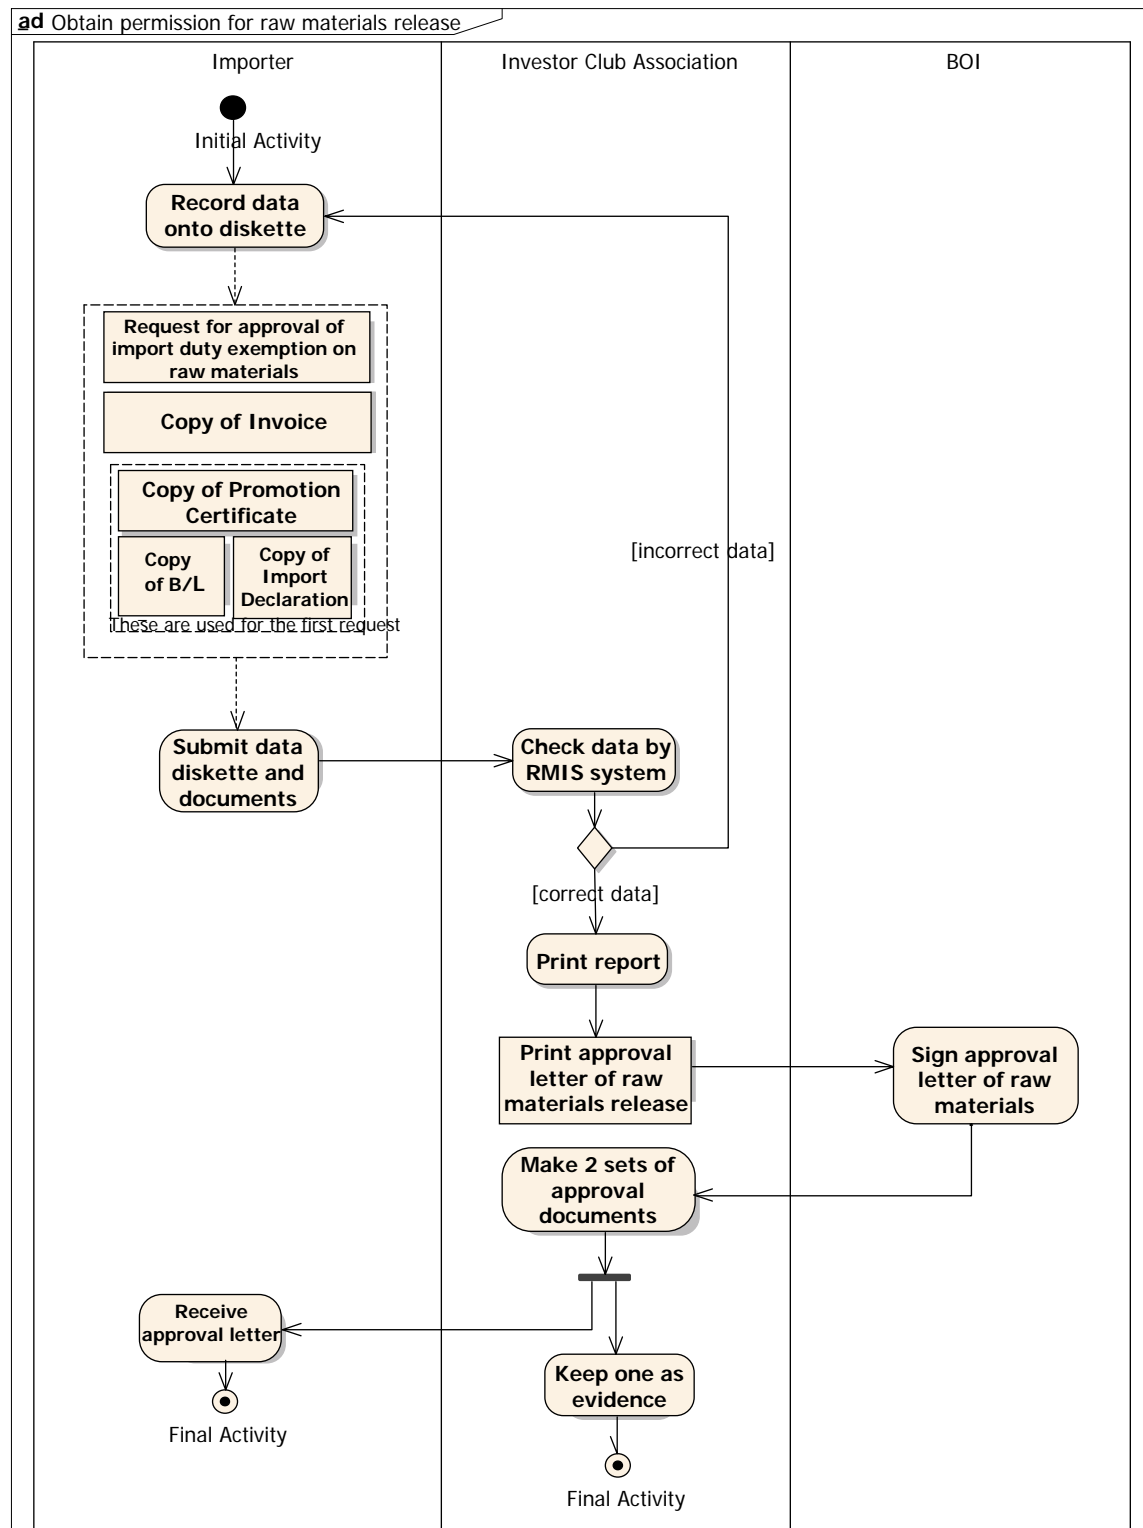 ad Obtain permission for raw materials release
Importer
Investor Club Association
BOI
Initial Activity
Record data
onto diskette
Request for approval of
import duty exemption on
raw materials
Copy of Invoice
Copy of Promotion
Certificate
Copy
of B/L
Copy of
Import
Declaration
These are used for the first request
[incorrect data]
Submit data
diskette and
documents
Check data by
RMIS system
[correct data]
Print report
Print approval
letter of raw
materials release
Sign approval
letter of raw
materials
Make 2 sets of
approval
documents
Receive
approval letter
Keep one as
evidence
Final Activity
Final Activity